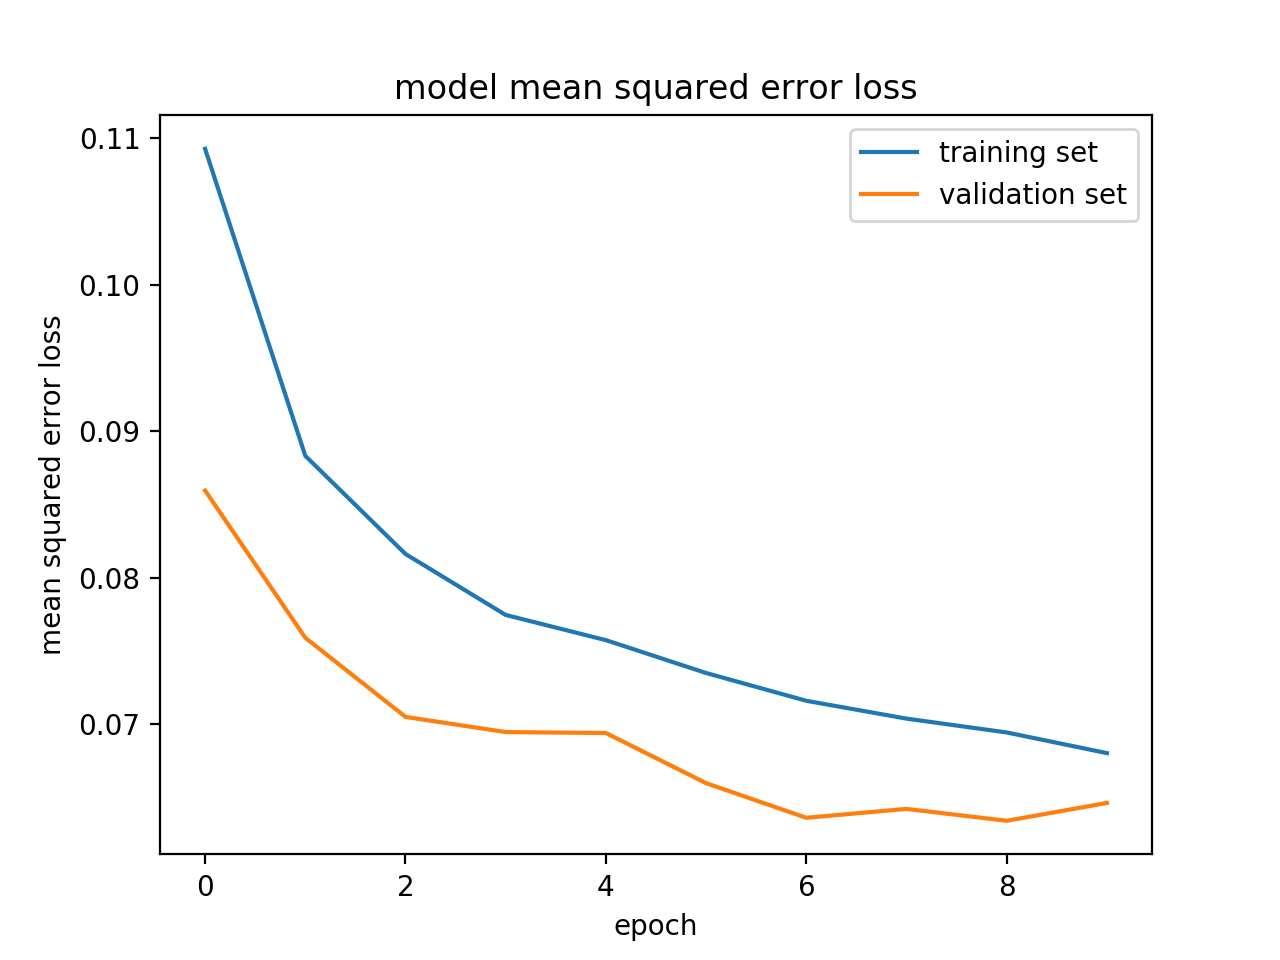 model mean squared error loss
training set
validation set
0.11
0.10
0.09
0.08
0.07
mean squared error loss
0 2 4 6 8
epoch